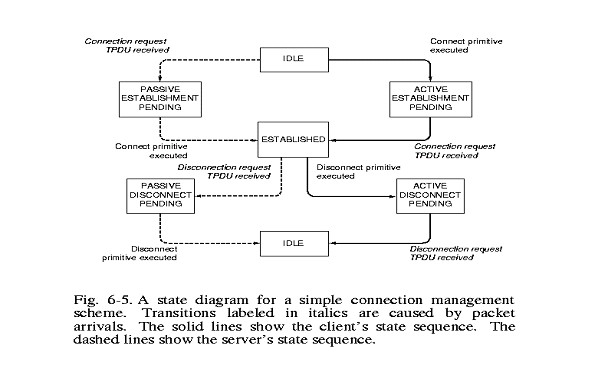 Connection request
TPDU received
Connect primitive
executed
IDLE
PASSIVE
ESTABLISHMENT
PENDING
ACTIVE
ESTABLISHMENT
PENDING
ESTABLISHED
Connect primitive
executed
Connection request
TPDU received
Disconnection request
TPDU received
Disconnect primitive
executed
PASSIVE
DISCONNECT
PENDING
ACTIVE
DISCONNECT
PENDING
IDLE
Disconnect
primitive executed
Disconnection request
TPDU received
Fig. 6-5. A state diagram for a simple connection management
scheme. Transitions labeled in italics are caused by packet
arrivals. The solid lines show the client's state sequence. The
dashed lines show the server's state sequence.